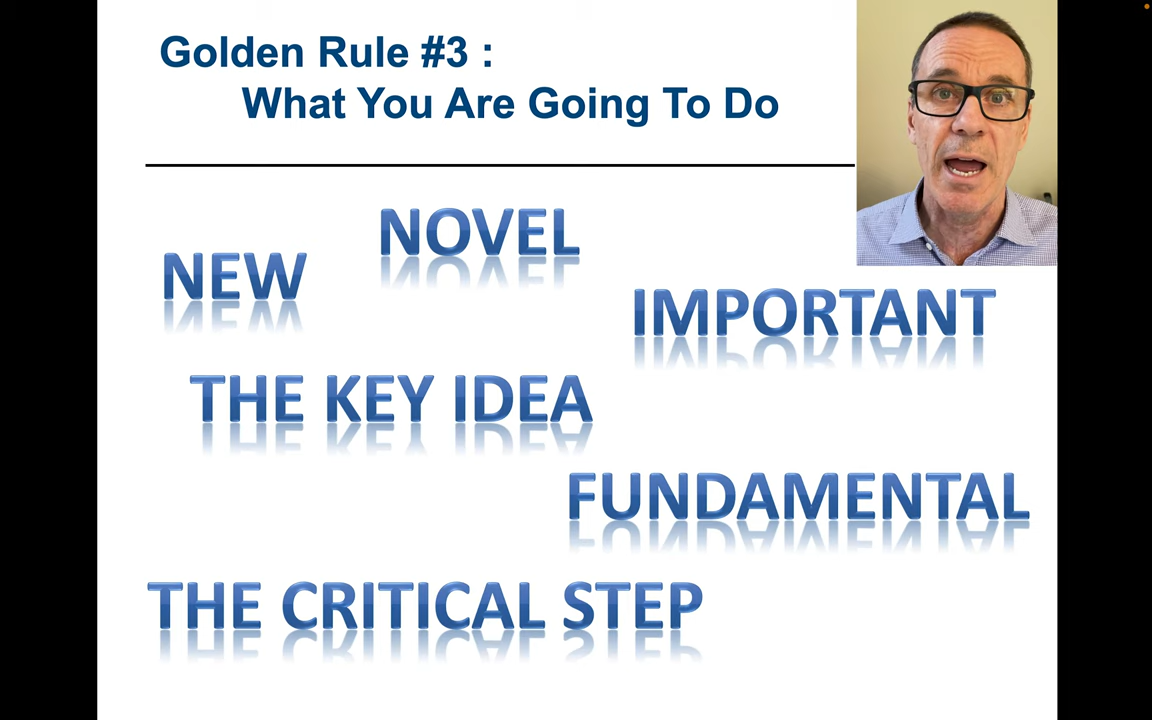 Golden Rule #3 :
What You Are Going To Do
NOVEL
NEW
IMPORTANT
THE KEY IDEA
FUNDAMENTAL
THE CRITICAL STEP